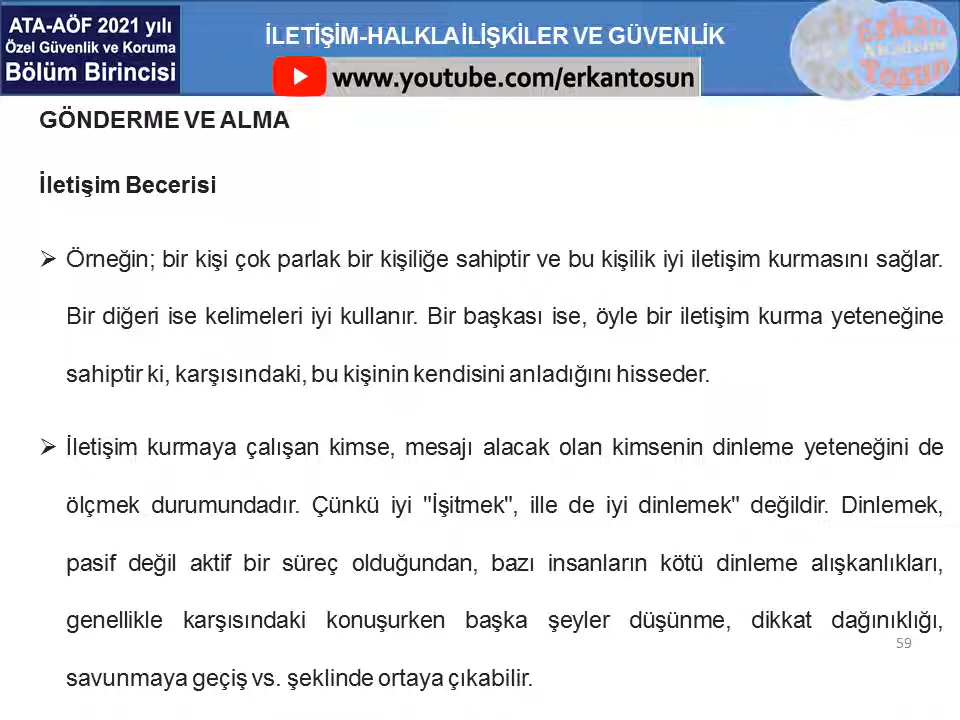 ATA-AÖF 2021 yılı
Özel Güvenlik ve Koruma
Bölüm Birincisi
İLETİŞİM-HALKLA İLİŞKİLER VE GÜVENLİK
www.youtube.com/erkantosun
Erkan
Akademi
Tosun
GÖNDERME VE ALMA
İletişim Becerisi
Örneğin; bir kişi çok parlak bir kişiliğe sahiptir ve bu kişilik iyi iletişim kurmasını sağlar.
Bir diğeri ise kelimeleri iyi kullanır. Bir başkası ise, öyle bir iletişim kurma yeteneğine
sahiptir ki, karşısındaki, bu kişinin kendisini anladığını hisseder.
İletişim kurmaya çalışan kimse, mesajı alacak olan kimsenin dinleme yeteneğini de
ölçmek durumundadır. Çünkü iyi "İşitmek", ille de iyi dinlemek" değildir. Dinlemek,
pasif değil aktif bir süreç olduğundan, bazı insanların kötü dinleme alışkanlıkları,
genellikle karşısındaki konuşurken başka şeyler düşünme, dikkat dağınıklığı,
savunmaya geçiş vs. şeklinde ortaya çıkabilir.
59